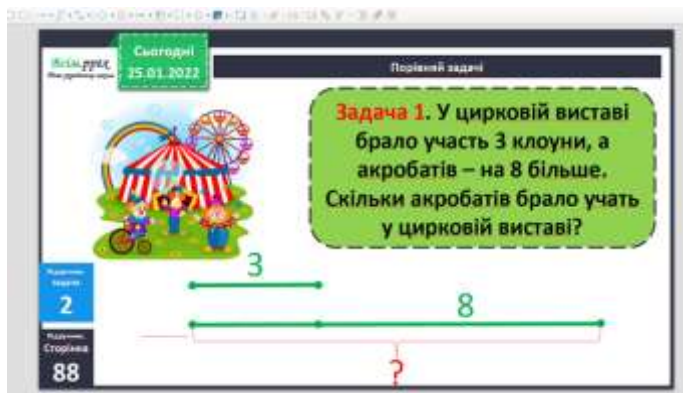 Сьогодні
25.01.2022
Порівняй задачі
Задача 1. У цирковій виставі
брало участь 3 клоуни, а
акробатів – на 8 більше.
Скільки акробатів брало учать
у цирковій виставі?
3
8
?
2
Сторінка
88